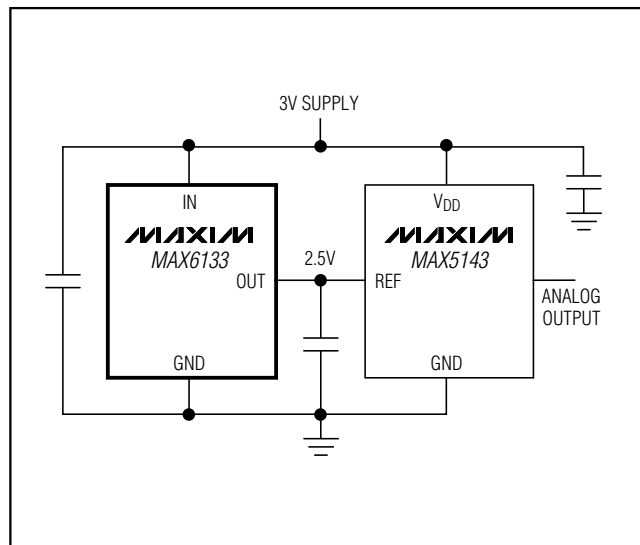 3V SUPPLY
IN
MAXIM
MAX6133
OUT
GND
2.5V
VDD
MAXIM
MAX5143
REF
GND
ANALOG
OUTPUT